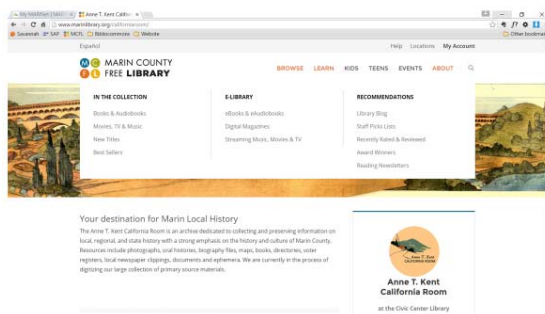 Anne T. Kent Califor
www.marinlibrary.org/californiaroom/
Savannah SAP MCFL Bibliocommons Website Other bookmar
Español Help Locations My Account
MC FL MARIN COUNTY FREE LIBRARY
BROWSE LEARN KIDS TEENS EVENTS ABOUT
IN THE COLLECTION
Books & Audiobooks
Movies, TV & Music
New Titles
Best Sellers
E-LIBRARY
eBooks & eAudiobooks
Digital Magazines
Streaming Music, Movies & TV
RECOMMENDATIONS
Library Blog
Staff Picks Lists
Recently Rated & Reviewed
Award Winners
Reading Newsletters
Your destination for Marin Local History
The Anne T. Kent California Room is an archive dedicated to collecting and preserving information on
local, regional, and state history with a strong emphasis on the history and culture of Marin County.
Resources include photographs, oral histories, biography files, maps, books, directories, voter
registers, local newspaper clippings, documents and ephemera. We are currently in the process of
digitizing our large collection of primary source materials.
Anne T. Kent
CALIFORNIA ROOM
Anne T. Kent
California Room
at the Civic Center Library